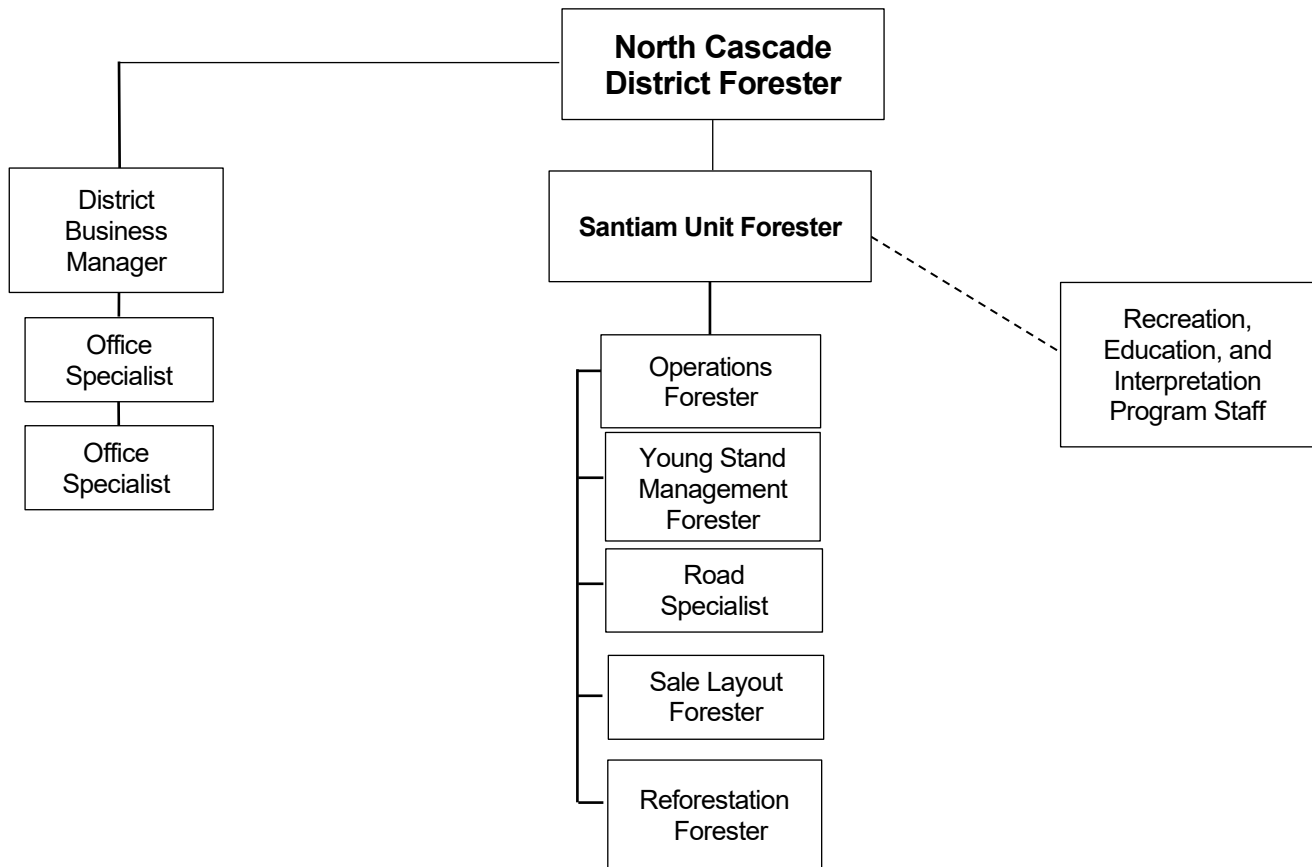 North Cascade
District Forester
District
Business
Manager
Santiam Unit Forester
Office
Specialist
Office
Specialist
Operations
Forester
Young Stand
Management
Forester
Road
Specialist
Sale Layout
Forester
Reforestation
Forester
Recreation,
Education, and
Interpretation
Program Staff